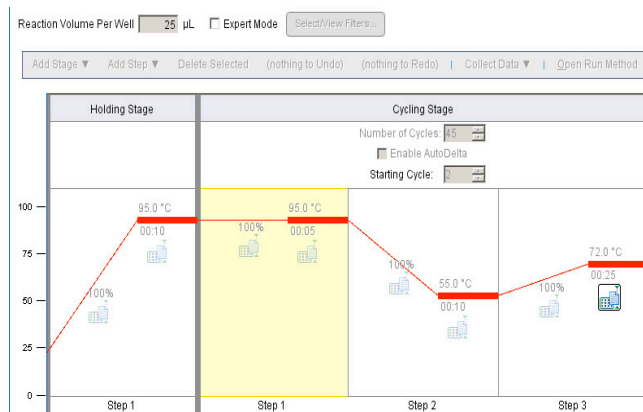 Reaction Volume Per Well 25 µL Expert Mode Select/View Filters...
Add Stage ▼ Add Step ▼ Delete Selected (nothing to Undo) (nothing to Redo) | Collect Data ▼ | Open Run Method
Holding Stage Cycling Stage
Number of Cycles: 45
Enable AutoDelta
Starting Cycle: 2
100
75
50
25
0
100%
95.0 °C
00:10
100%
95.0 °C
00:05
100%
55.0 °C
00:10
100%
72.0 °C
00:25
Step 1 Step 1 Step 2 Step 3